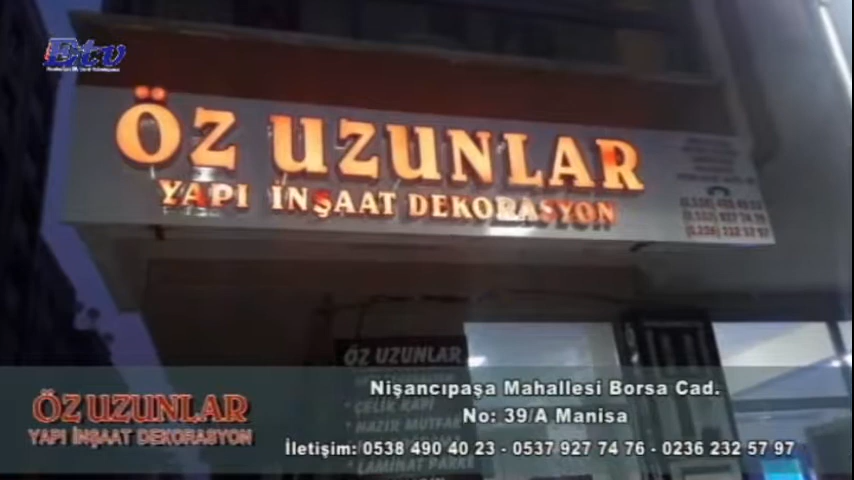 Etv
ÖZ UZUNLAR
YAPI İNŞAAT DEKORASYON
ÖZ UZUNLAR
* ÇELİK KAPI
* HAZIR MUTFAK
* LAMİNAT PARKE
ÖZ UZUNLAR
YAPI İNŞAAT DEKORASYON
Nişancıpaşa Mahallesi Borsa Cad.
No: 39/A Manisa
İletişim: 0538 490 40 23 - 0537 927 74 76 - 0236 232 57 97